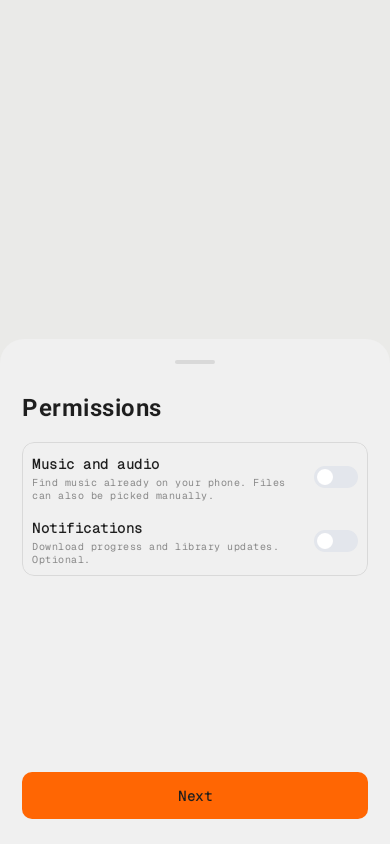 Permissions
Music and audio
Find music already on your phone. Files
can also be picked manually.
Notifications
Download progress and library updates.
Optional.
Next